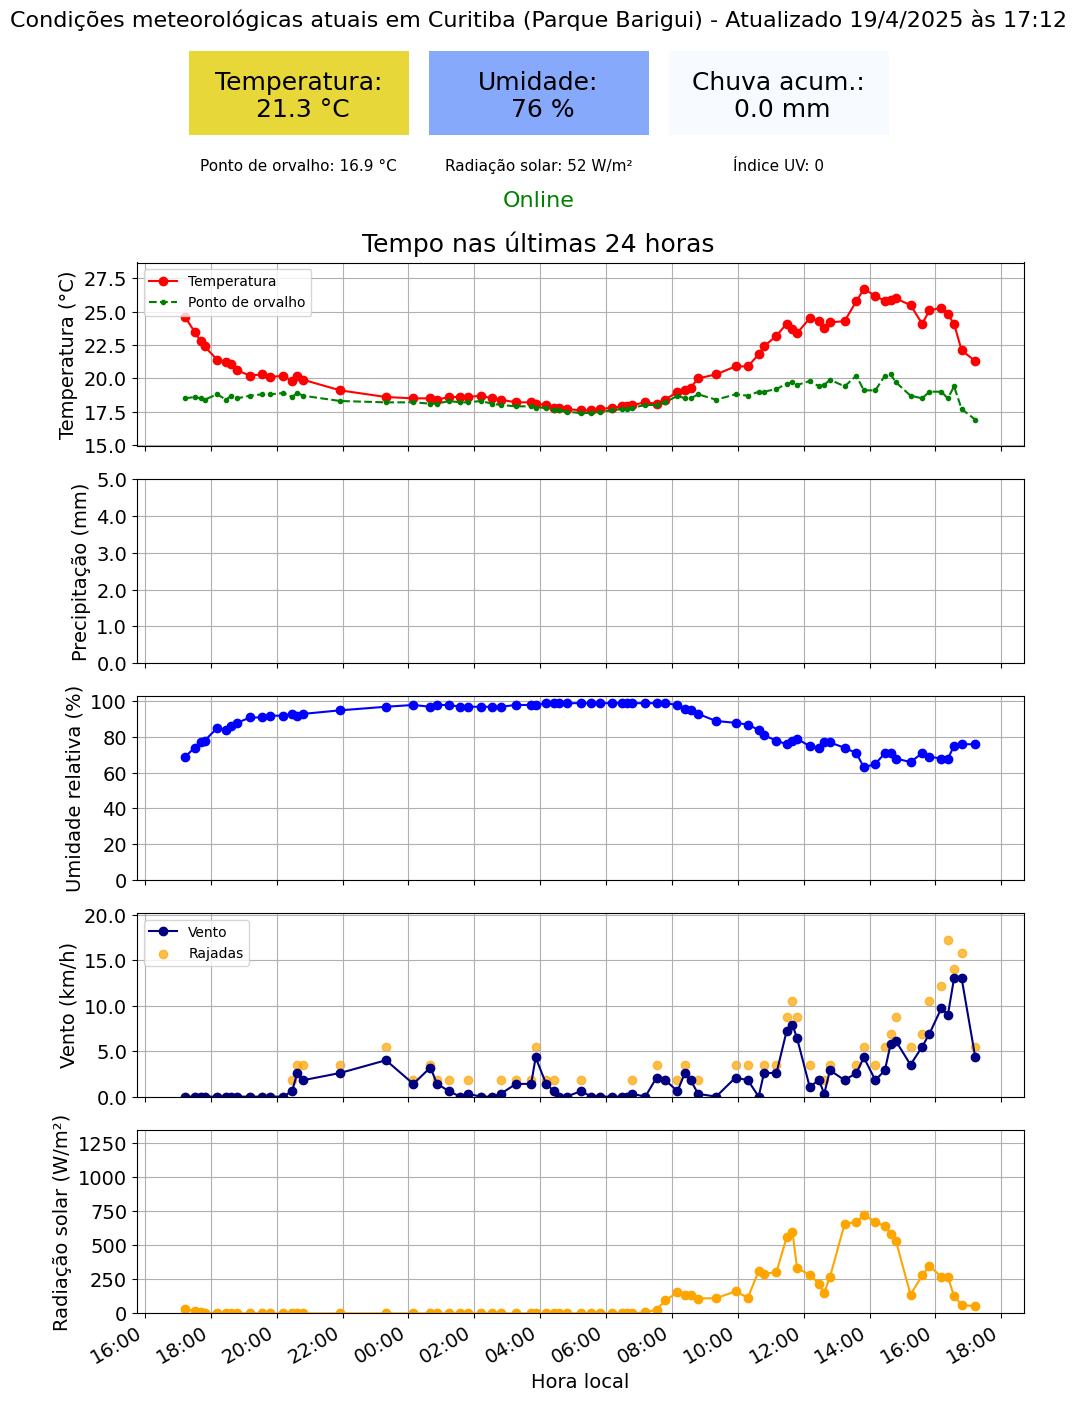 Condições meteorológicas atuais em Curitiba (Parque Barigui) - Atualizado 19/4/2025 às 17:12
Temperatura:
21.3 °C
Umidade:
76 %
Chuva acum.:
0.0 mm
Ponto de orvalho: 16.9 °C
Radiação solar: 52 W/m²
Índice UV: 0
Online
Tempo nas últimas 24 horas
Temperatura (°C)
27.5
25.0
22.5
20.0
17.5
15.0
Temperatura
Ponto de orvalho
Precipitação (mm)
5.0
4.0
3.0
2.0
1.0
0.0
Umidade relativa (%)
100
80
60
40
20
0
Vento (km/h)
20.0
15.0
10.0
5.0
0.0
Vento
Rajadas
Radiação solar (W/m²)
1250
1000
750
500
250
0
16:00
18:00
20:00
22:00
00:00
02:00
04:00
06:00
08:00
10:00
12:00
14:00
16:00
18:00
Hora local